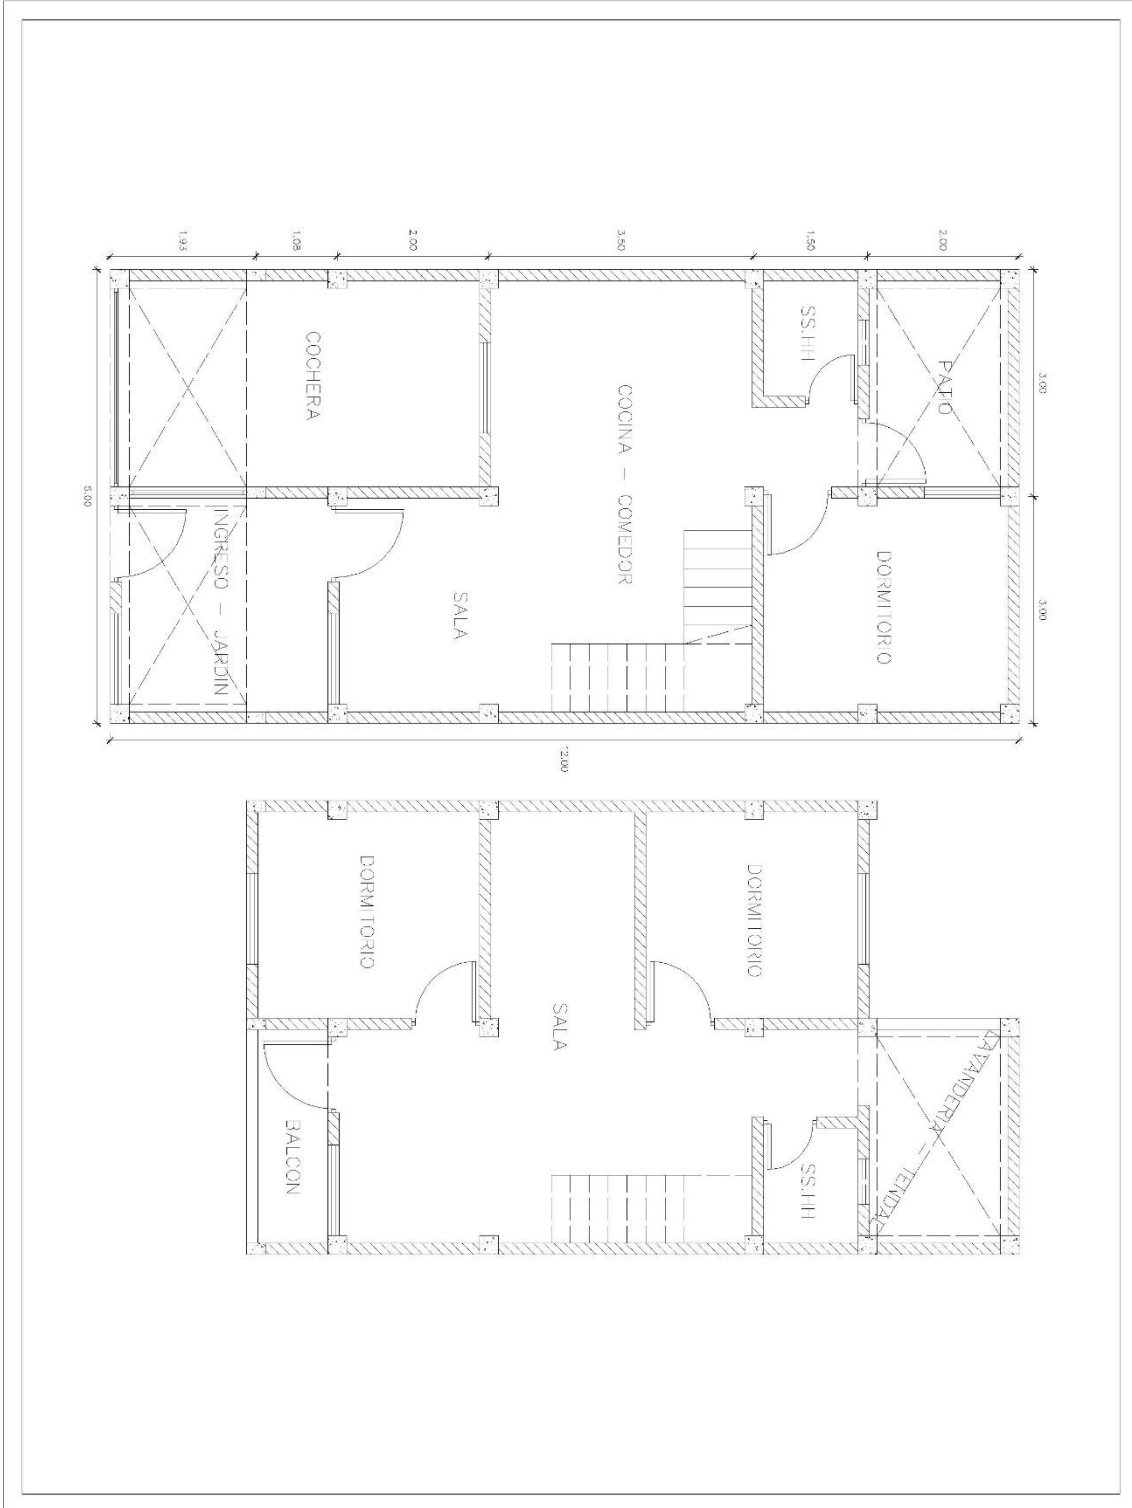 1.93
1.08
2.00
3.50
1.50
2.00
SS.HH
PATIO
3.00
COCHERA
COCINA - COMEDOR
6.00
INGRESO - JARDIN
SALA
DORMITORIO
3.00
12.00
DORMITORIO
DORMITORIO
SALA
LAVANDERIA - TENDAL
BALCON
SS.HH